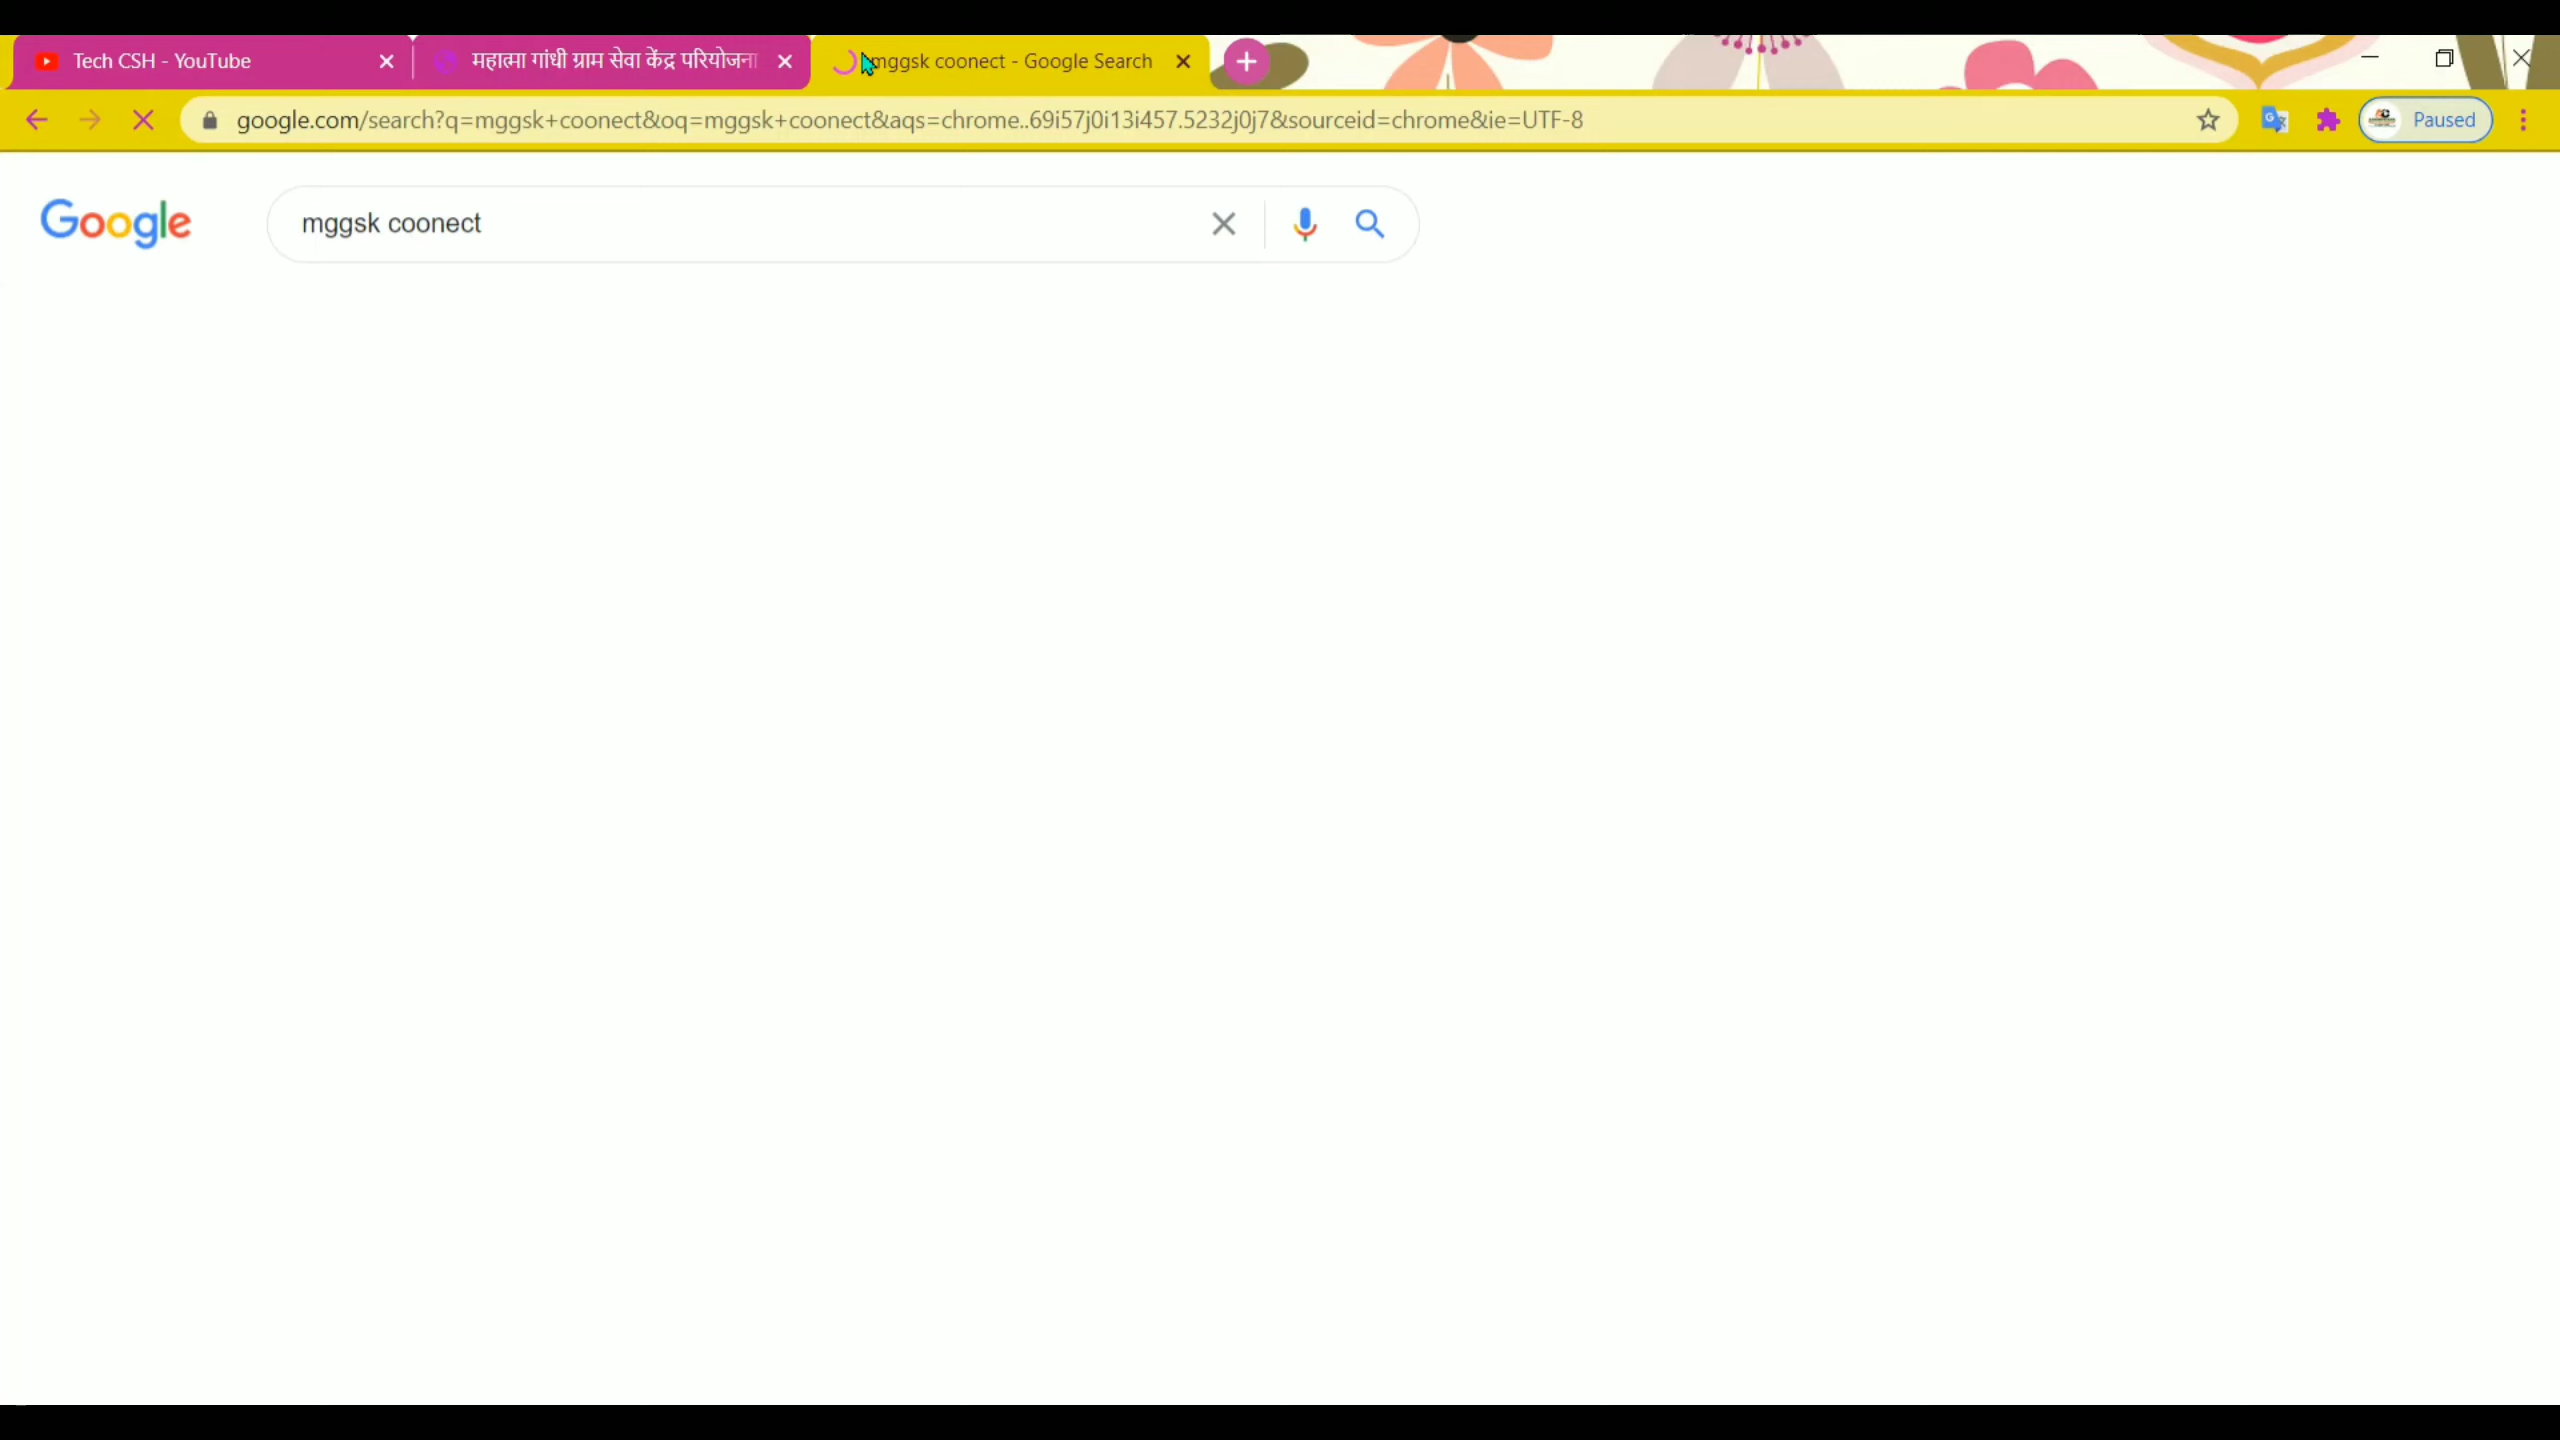 Tech CSH - YouTube
महात्मा गांधी ग्राम सेवा केंद्र परियोजना
mggsk coonect - Google Search
google.com/search?q=mggsk+coonect&oq=mggsk+coonect&aqs=chrome..69i57j0i13i457.5232j0j7&sourceid=chrome&ie=UTF-8
Paused
Google
mggsk coonect